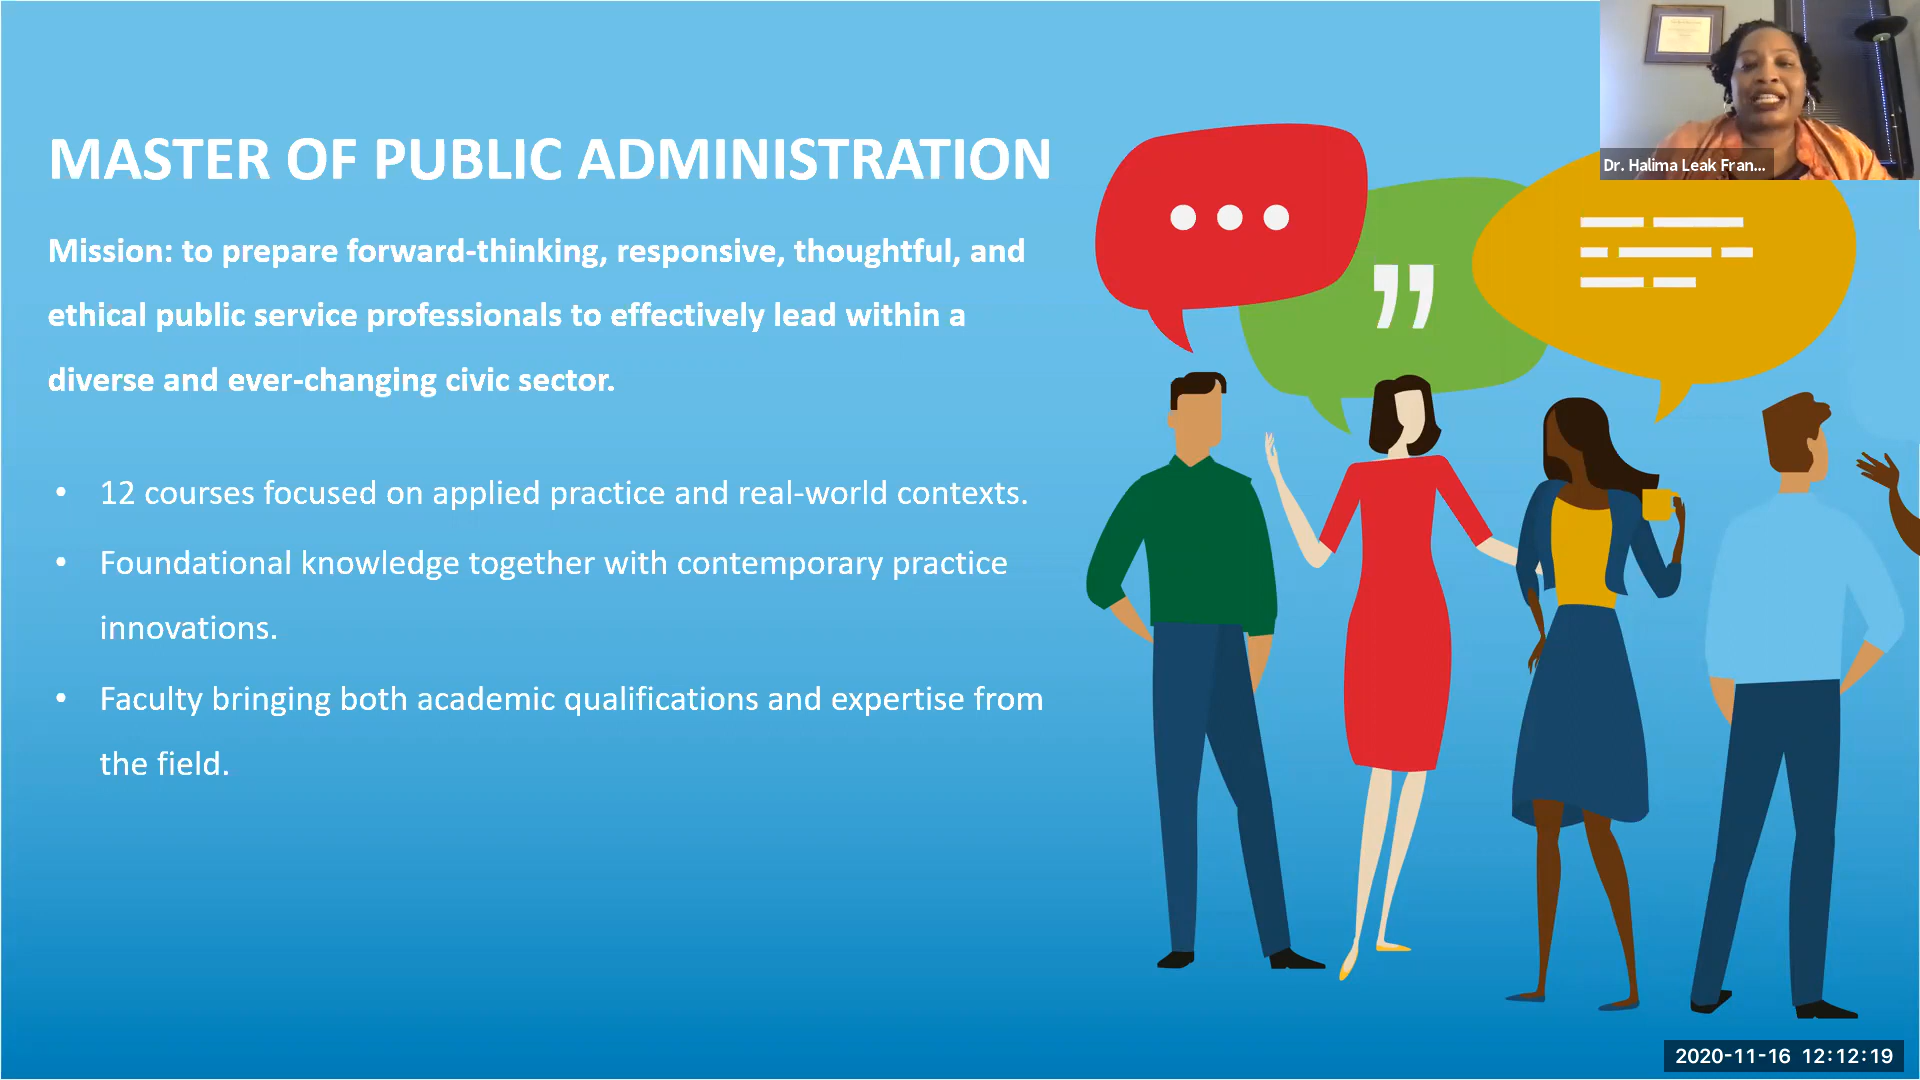 MASTER OF PUBLIC ADMINISTRATION
Mission: to prepare forward-thinking, responsive, thoughtful, and
ethical public service professionals to effectively lead within a
diverse and ever-changing civic sector.
• 12 courses focused on applied practice and real-world contexts.
• Foundational knowledge together with contemporary practice
innovations.
• Faculty bringing both academic qualifications and expertise from
the field.
”
Dr. Halima Leak Fran...
2020-11-16 12:12:19